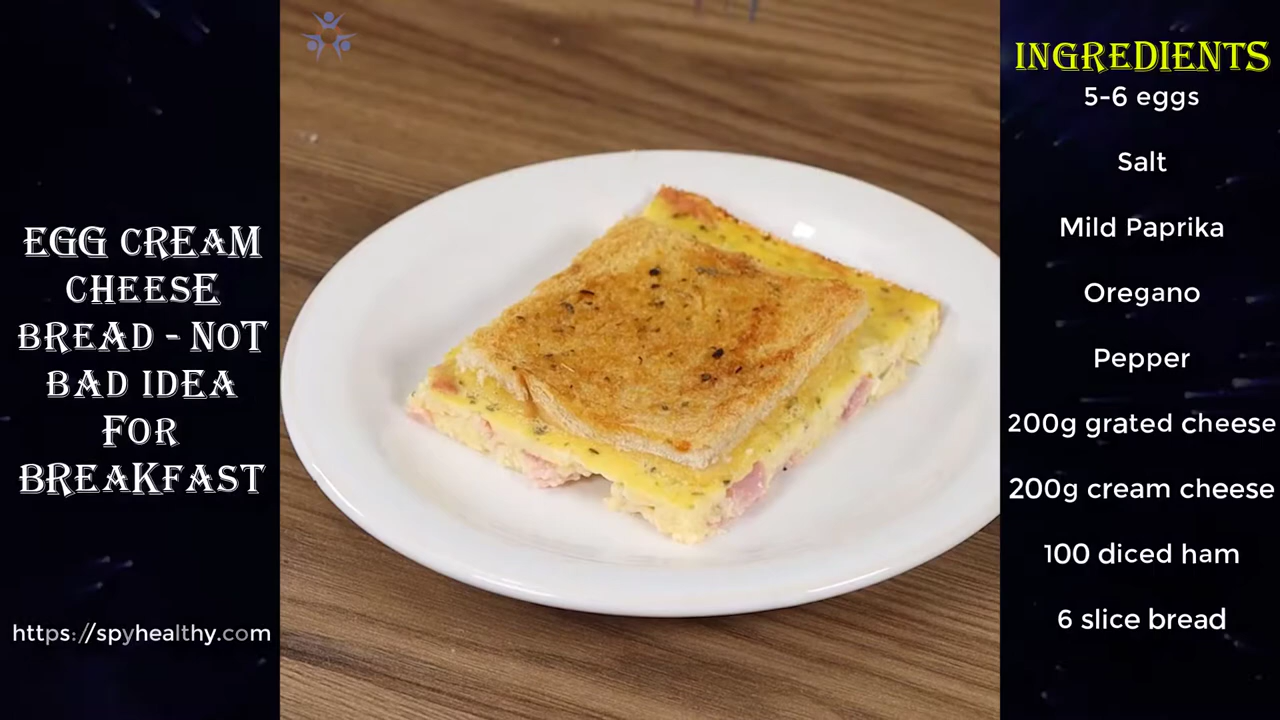 EGG CREAM
CHEESE
BREAD - NOT
BAD IDEA
FOR
BREAKFAST
https://spyhealthy.com
INGREDIENTS
5-6 eggs
Salt
Mild Paprika
Oregano
Pepper
200g grated cheese
200g cream cheese
100 diced ham
6 slice bread